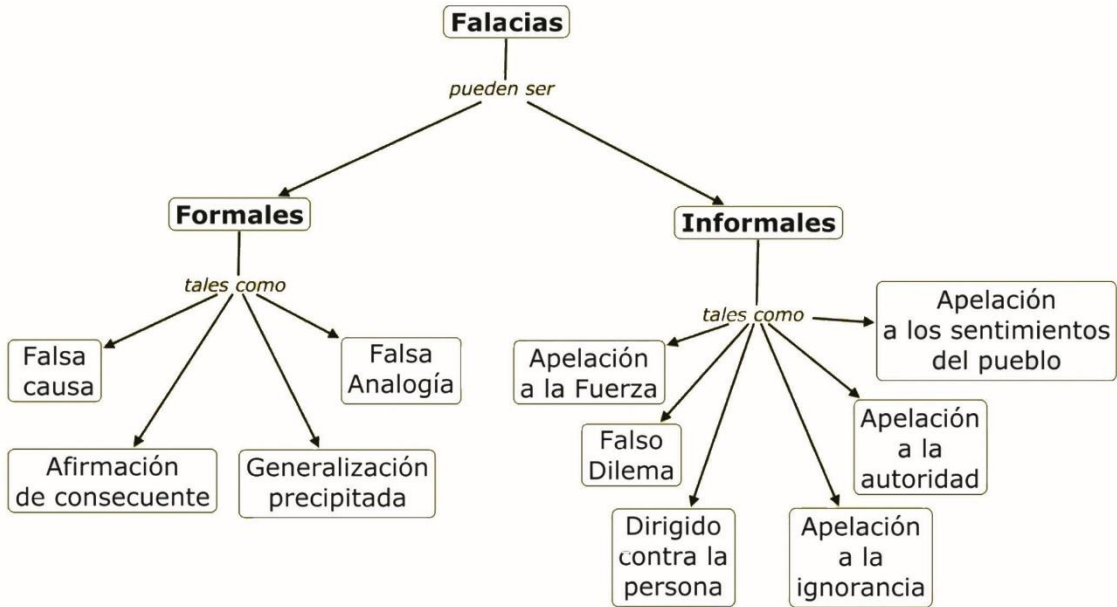 Falacias
pueden ser
Formales
tales como
Falsa
causa
Afirmación
de consecuente
Generalización
precipitada
Falsa
Analogía
Informales
tales como
Apelación
a la Fuerza
Falso
Dilema
Dirigido
contra la
persona
Apelación
a la
ignorancia
Apelación
a la
autoridad
Apelación
a los sentimientos
del pueblo